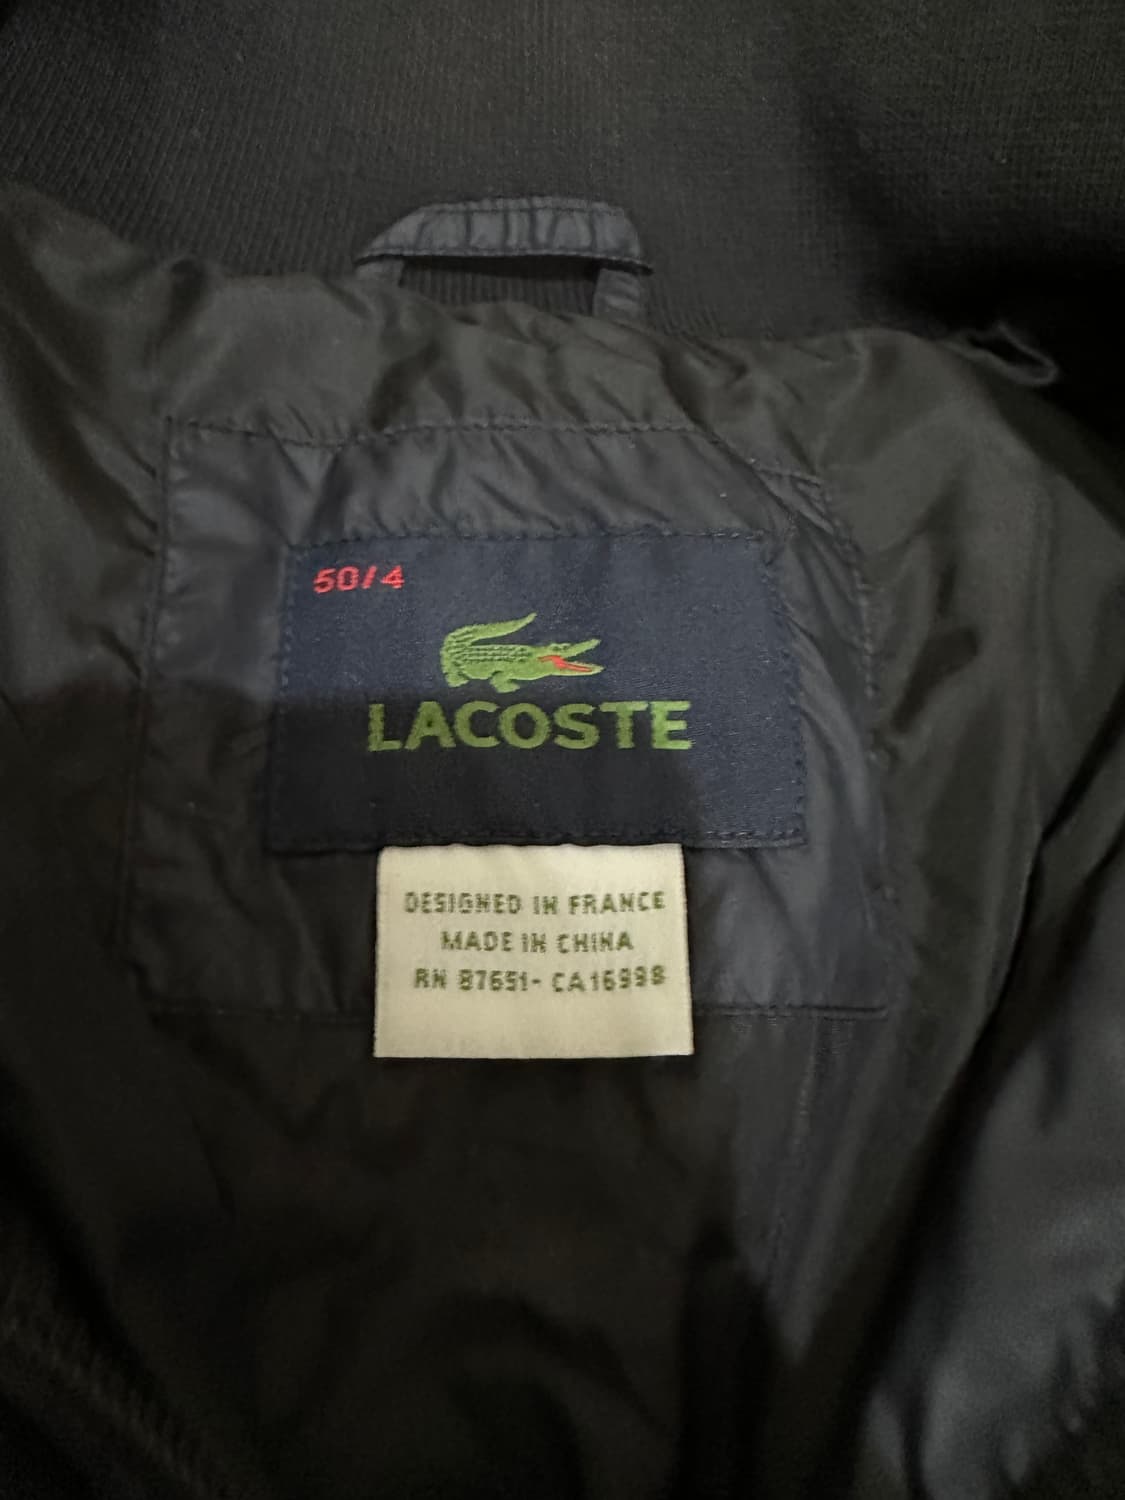 50/4
LACOSTE
DESIGNED IN FRANCE
MADE IN CHINA
RN 87651- CA16998